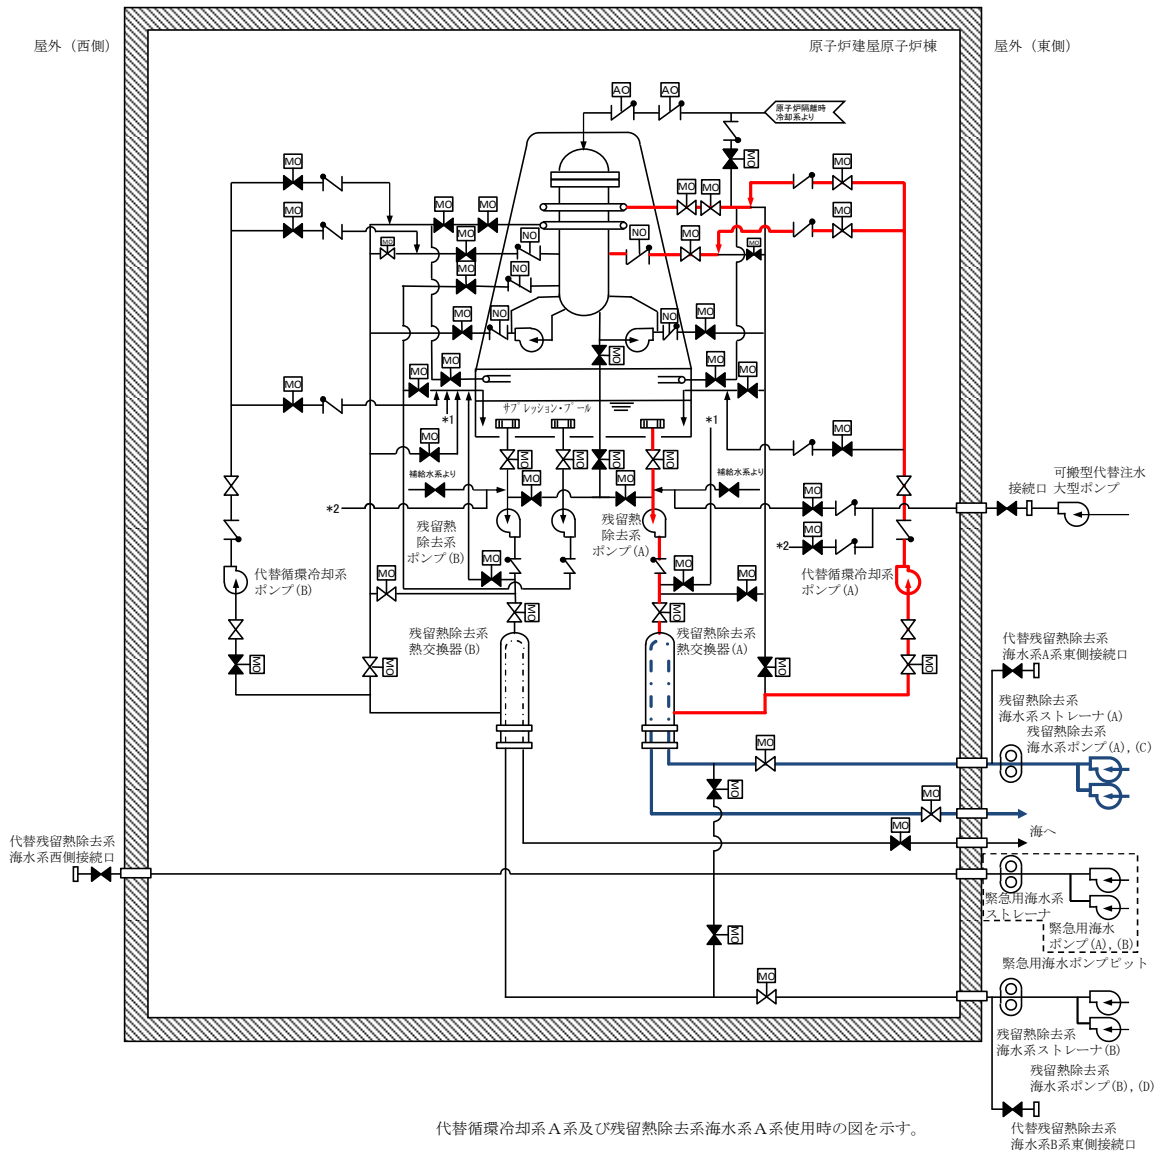 屋外（西側）
原子炉建屋原子炉棟
屋外（東側）
AO
AO
原子炉隔離時
冷却系より
MO
MO
MO
MO
MO
MO
MO
MO
MO
MO
MO
NO
NO
MO
MO
MO
MO
NO
MO
NO
NO
MO
MO
MO
MO
MO
MO
MO
サプレッション・プール
*1
*1
MO
MO
MO
MO
MO
MO
MO
補給水系より
補給水系より
MO
MO
可搬型代替注水
大型ポンプ
接続口
MO
*2
残留熱
除去系
ポンプ(B)
残留熱
除去系
ポンプ(A)
MO
*2
MO
MO
MO
MO
代替循環冷却系
ポンプ(B)
代替循環冷却系
ポンプ(A)
MO
MO
残留熱除去系
熱交換器(B)
残留熱除去系
熱交換器(A)
代替残留熱除去系
海水系A系東側接続口
MO
MO
MO
MO
残留熱除去系
海水系ストレーナ(A)
残留熱除去系
海水系ポンプ(A),(C)
MO
MO
MO
MO
海へ
代替残留熱除去系
海水系西側接続口
緊急用海水系
ストレーナ
緊急用海水
ポンプ(A),(B)
MO
緊急用海水ポンプピット
MO
残留熱除去系
海水系ストレーナ(B)
残留熱除去系
海水系ポンプ(B),(D)
代替残留熱除去系
海水系B系東側接続口
代替循環冷却系Ａ系及び残留熱除去系海水系Ａ系使用時の図を示す。